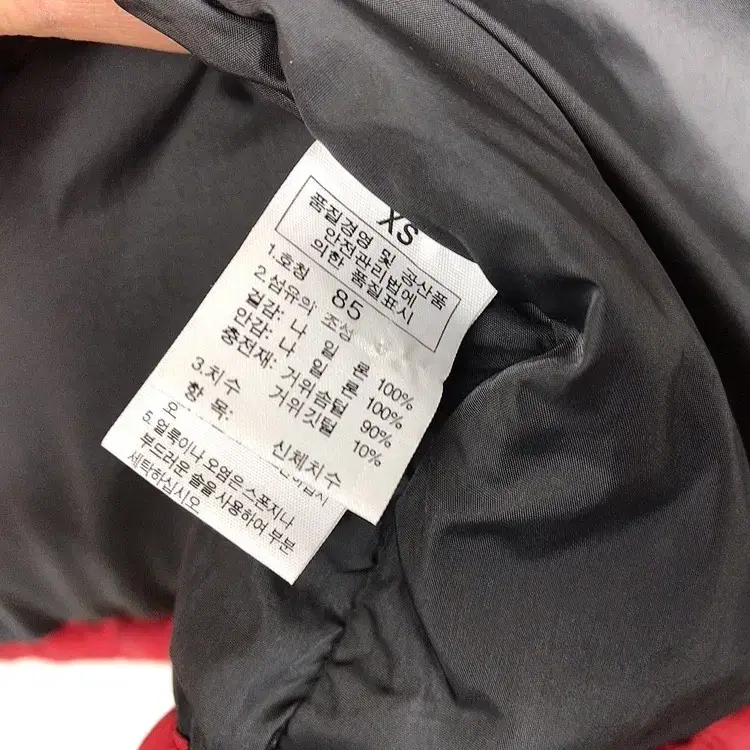 XS
품질경영 및 공산품
안전관리법에
의한 품질표시
1.호칭 85
2.섬유의 조성
겉감: 나 일 론 100%
안감: 나 일 론 100%
충전재: 거위솜털 90%
거위깃털 10%
3.치수
항 목: 신체치수
오
5. 얼룩이나 오염은 스폰지나
부드러운 솔을 사용하여 부분
세탁하십시오